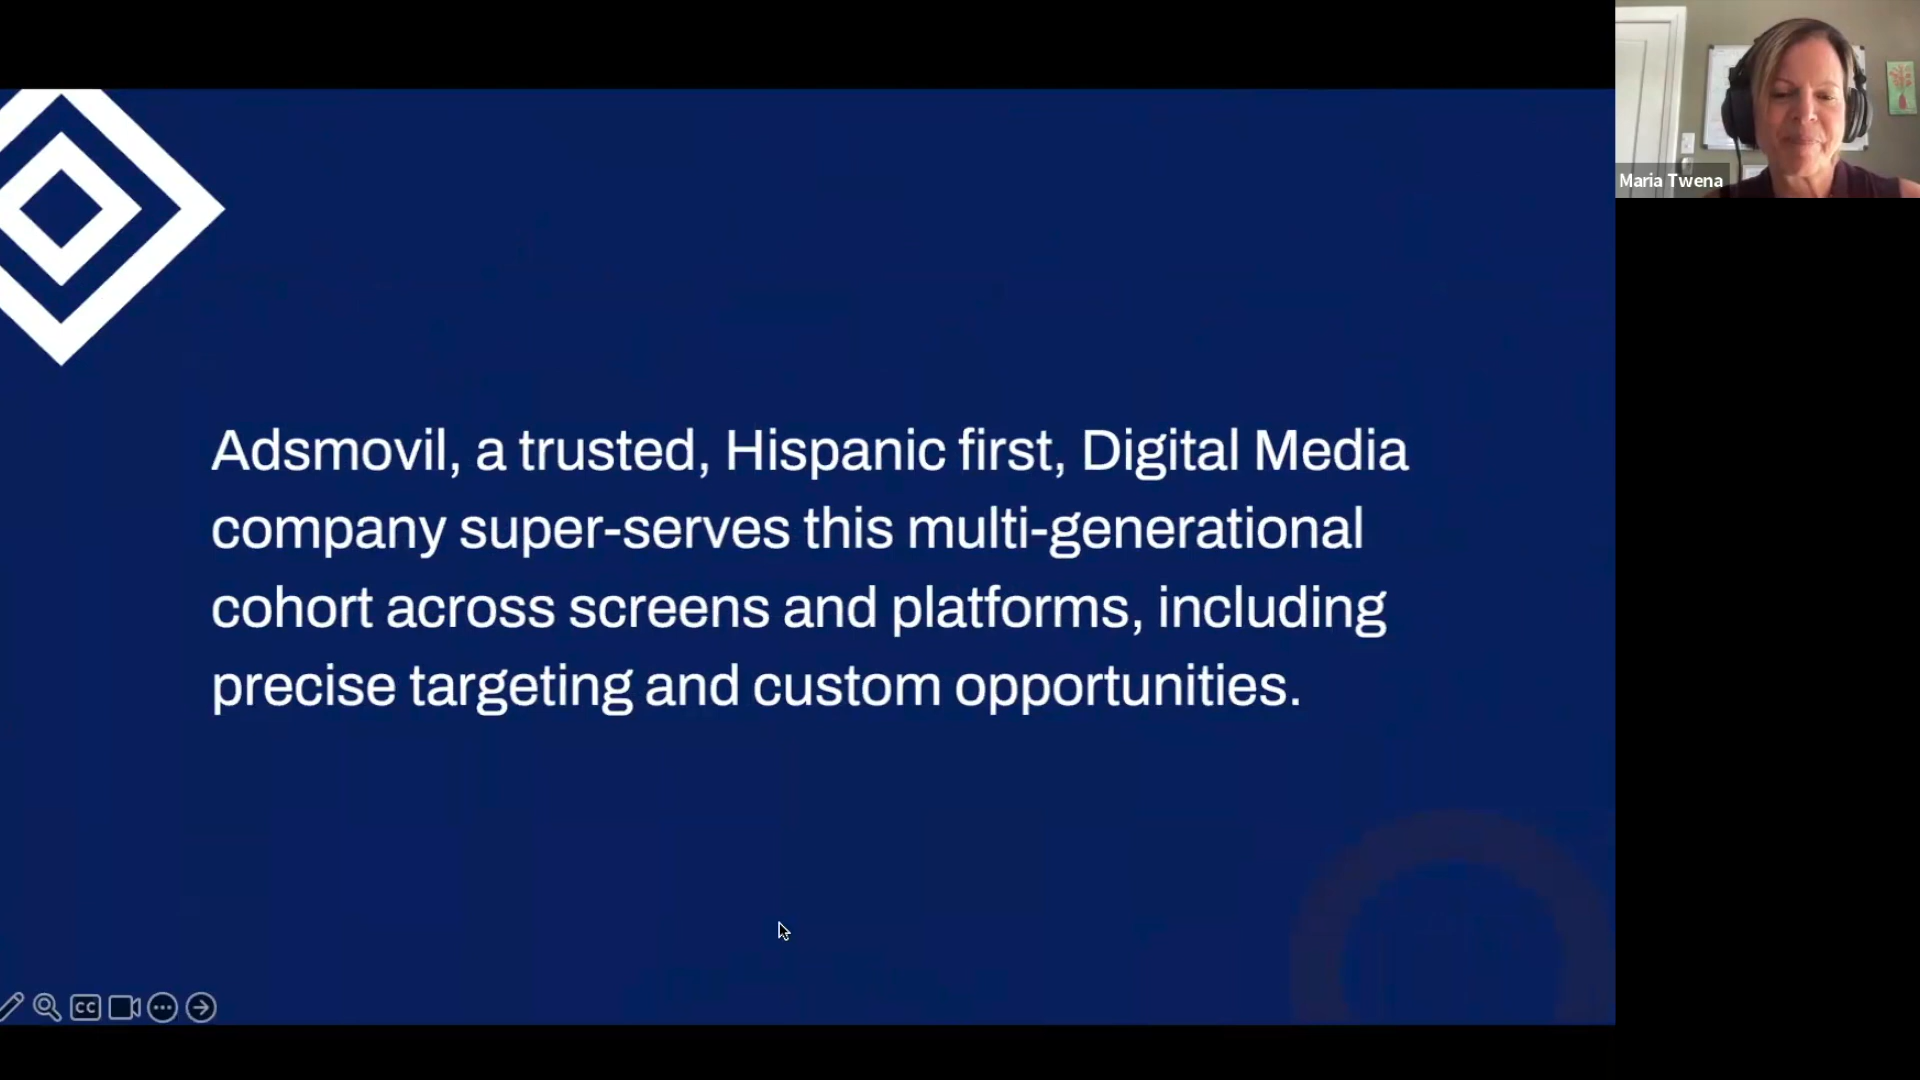 Maria Twena
Adsmovil, a trusted, Hispanic first, Digital Media
company super-serves this multi-generational
cohort across screens and platforms, including
precise targeting and custom opportunities.
CC